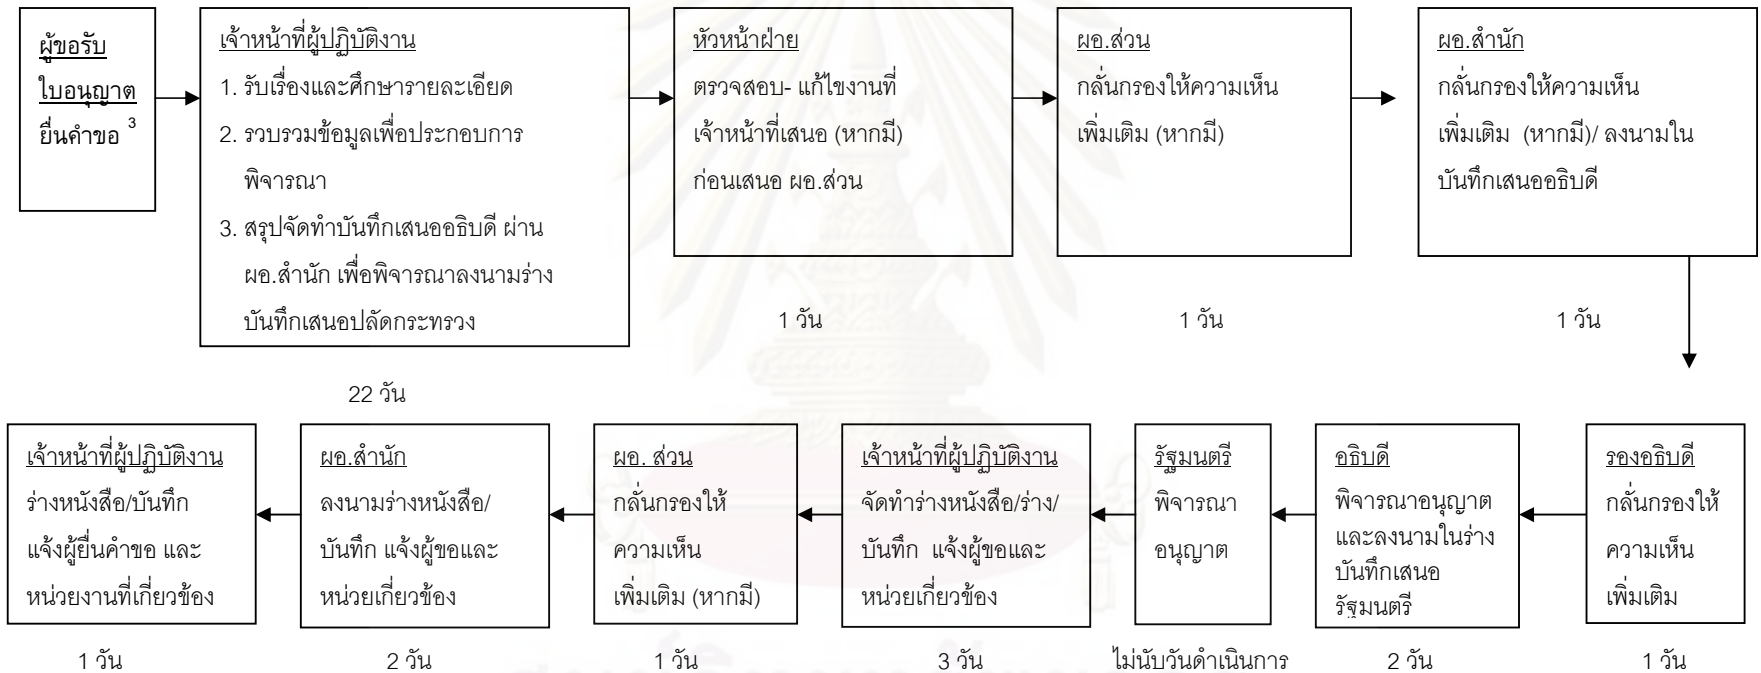 ผู้ขอรับ
ใบอนุญาต
ยื่นคำขอ ³
เจ้าหน้าที่ผู้ปฏิบัติงาน
1. รับเรื่องและศึกษารายละเอียด
2. รวบรวมข้อมูลเพื่อประกอบการ
พิจารณา
3. สรุปจัดทำบันทึกเสนออธิบดี ผ่าน
ผอ.สำนัก เพื่อพิจารณาลงนามร่าง
บันทึกเสนอปลัดกระทรวง
22 วัน
หัวหน้าฝ่าย
ตรวจสอบ- แก้ไขงานที่
เจ้าหน้าที่เสนอ (หากมี)
ก่อนเสนอ ผอ.ส่วน
1 วัน
ผอ.ส่วน
กลั่นกรองให้ความเห็น
เพิ่มเติม (หากมี)
1 วัน
ผอ.สำนัก
กลั่นกรองให้ความเห็น
เพิ่มเติม (หากมี)/ ลงนามใน
บันทึกเสนออธิบดี
1 วัน
รองอธิบดี
กลั่นกรองให้
ความเห็น
เพิ่มเติม
1 วัน
อธิบดี
พิจารณาอนุญาต
และลงนามในร่าง
บันทึกเสนอ
รัฐมนตรี
2 วัน
รัฐมนตรี
พิจารณา
อนุญาต
ไม่นับวันดำเนินการ
เจ้าหน้าที่ผู้ปฏิบัติงาน
จัดทำร่างหนังสือ/ร่าง/
บันทึก แจ้งผู้ขอและ
หน่วยเกี่ยวข้อง
3 วัน
ผอ. ส่วน
กลั่นกรองให้
ความเห็น
เพิ่มเติม (หากมี)
1 วัน
ผอ.สำนัก
ลงนามร่างหนังสือ/
บันทึก แจ้งผู้ขอและ
หน่วยเกี่ยวข้อง
2 วัน
เจ้าหน้าที่ผู้ปฏิบัติงาน
ร่างหนังสือ/บันทึก
แจ้งผู้ยื่นคำขอ และ
หน่วยงานที่เกี่ยวข้อง
1 วัน